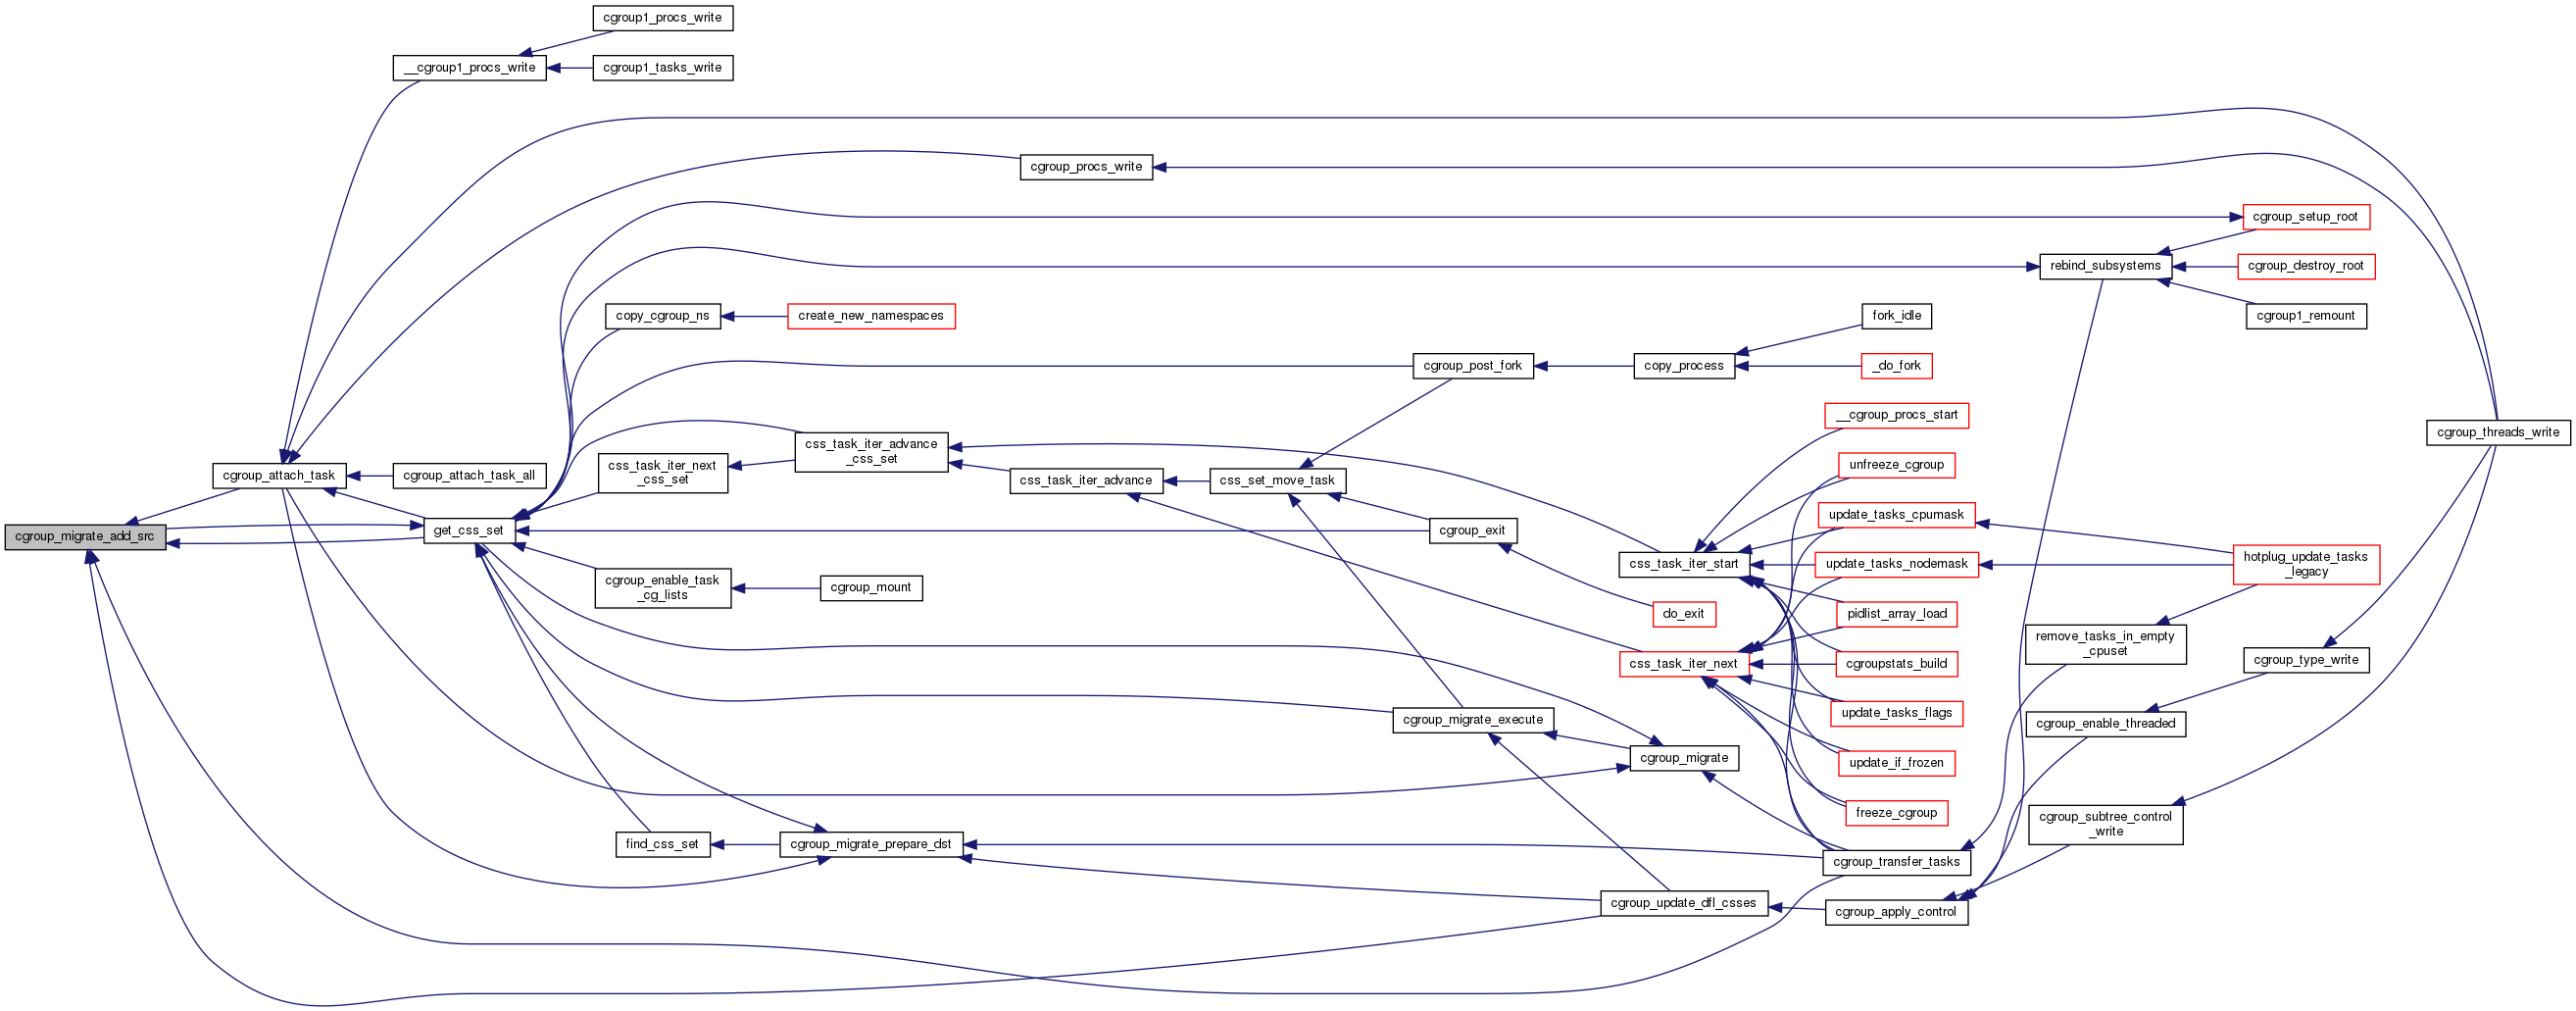 cgroup1_procs_write
__cgroup1_procs_write
cgroup1_tasks_write
cgroup_procs_write
cgroup_setup_root
rebind_subsystems
cgroup_destroy_root
copy_cgroup_ns
create_new_namespaces
fork_idle
cgroup1_remount
cgroup_post_fork
copy_process
_do_fork
__cgroup_procs_start
cgroup_threads_write
css_task_iter_advance
_css_set
cgroup_attach_task
cgroup_attach_task_all
css_task_iter_next
_css_set
css_task_iter_advance
css_set_move_task
unfreeze_cgroup
update_tasks_cpumask
cgroup_migrate_add_src
get_css_set
cgroup_exit
css_task_iter_start
update_tasks_nodemask
hotplug_update_tasks
_legacy
cgroup_enable_task
_cg_lists
cgroup_mount
do_exit
pidlist_array_load
remove_tasks_in_empty
_cpuset
css_task_iter_next
cgroupstats_build
cgroup_type_write
cgroup_migrate_execute
update_tasks_flags
cgroup_enable_threaded
cgroup_migrate
update_if_frozen
freeze_cgroup
cgroup_subtree_control
_write
find_css_set
cgroup_migrate_prepare_dst
cgroup_transfer_tasks
cgroup_update_dfl_csses
cgroup_apply_control